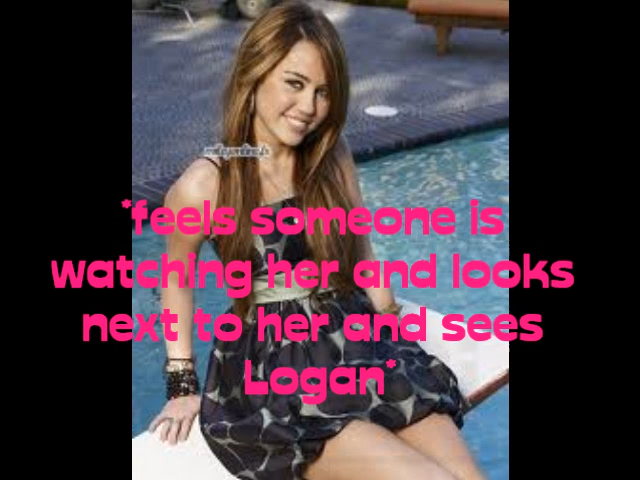 *feels someone is
watching her and looks
next to her and sees
Logan*